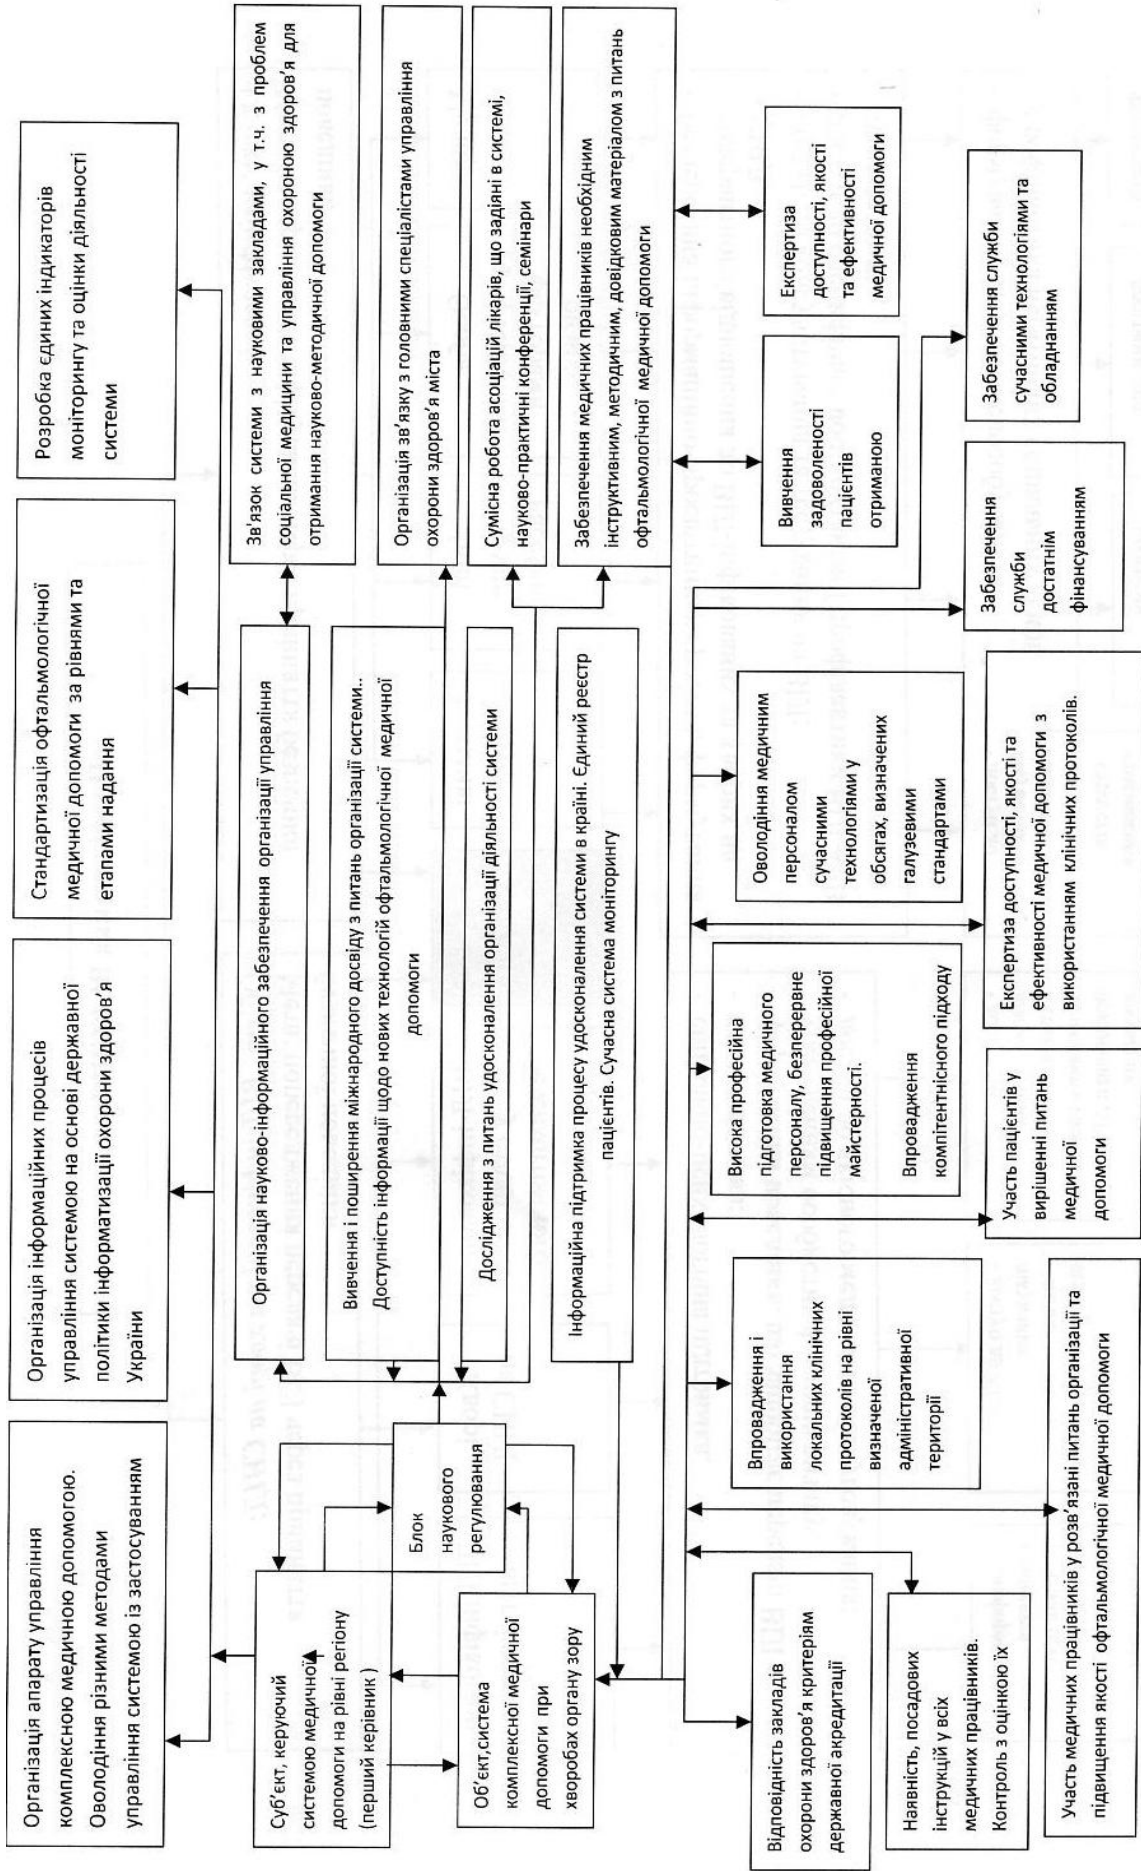 Організація апарату управління
комплексною медичною допомогою.
Оволодіння різними методами
управління системою із застосуванням
Організація інформаційних процесів
управління системою на основі державної
політики інформатизації охорони здоров'я
України
Стандартизація офтальмологічної
медичної допомоги за рівнями та
етапами надання
Розробка єдиних індикаторів
моніторингу та оцінки діяльності
системи
Суб'єкт, керуючий
системою медичної
допомоги на рівні регіону
(перший керівник )
Блок
наукового
регулювання
Об'єкт,система
комплексної медичної
допомоги при
хворобах органу зору
Організація науково-інформаційного забезпечення організації управління
Вивчення і поширення міжнародного досвіду з питань організації системи..
Доступність інформації щодо нових технологій офтальмологічної медичної
допомоги
Дослідження з питань удосконалення організації діяльності системи
Інформаційна підтримка процесу удосконалення системи в країні. Єдиний реєстр
пацієнтів. Сучасна система моніторингу
Зв'язок системи з науковими закладами, у т.ч. з проблем
соціальної медицини та управління охороною здоров'я для
отримання науково-методичної допомоги
Організація зв'язку з головними спеціалістами управління
охорони здоров'я міста
Сумісна робота асоціацій лікарів, що задіяні в системі,
науково-практичні конференції, семінари
Забезпечення медичних працівників необхідним
інструктивним, методичним, довідковим матеріалом з питань
офтальмологічної медичної допомоги
Відповідність закладів
охорони здоров'я критеріям
державної акредитації
Впровадження і
використання
локальних клінічних
протоколів на рівні
визначеної
адміністративної
території
Висока професійна
підготовка медичного
персоналу, безперервне
підвищення професійної
майстерності.
Впровадження
компітентнісного підходу
Оволодіння медичним
персоналом
сучасними
технологіями у
обсягах, визначених
галузевими
стандартами
Вивчення
задоволеності
пацієнтів
отриманою
Експертиза
доступності, якості
та ефективності
медичної допомоги
Наявність, посадових
інструкцій у всіх
медичних працівників.
Контроль з оцінкою їх
Участь медичних працівників у розв'язані питань організації та
підвищення якості офтальмологічної медичної допомоги
Участь пацієнтів у
вирішенні питань
медичної
допомоги
Експертиза доступності, якості та
ефективності медичної допомоги з
використанням клінічних протоколів.
Забезпечення
служби
достатнім
фінансуванням
Забезпечення служби
сучасними технологіями та
обладнанням